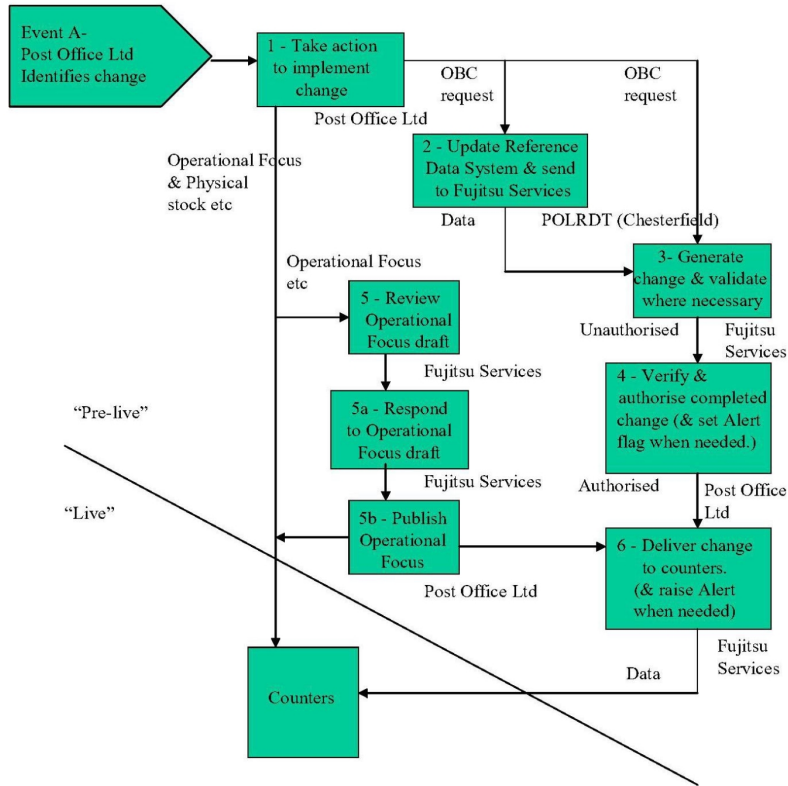 Event A-
Post Office Ltd
Identifies change
1 - Take action
to implement
change
OBC
request
OBC
request
Post Office Ltd
2 - Update Reference
Data System & send
to Fujitsu Services
Operational Focus
& Physical
stock etc
Data
POLRDT (Chesterfield)
3- Generate
change & validate
where necessary
Operational Focus
etc
5 - Review
Operational
Focus draft
Unauthorised
Fujitsu
Services
Fujitsu Services
4 - Verify &
authorise completed
change (& set Alert
flag when needed.)
5a - Respond
to Operational
Focus draft
“Pre-live”
Fujitsu Services
Authorised
Post Office
Ltd
“Live”
5b - Publish
Operational
Focus
6 - Deliver change
to counters.
(& raise Alert
when needed)
Post Office Ltd
Fujitsu
Services
Data
Counters